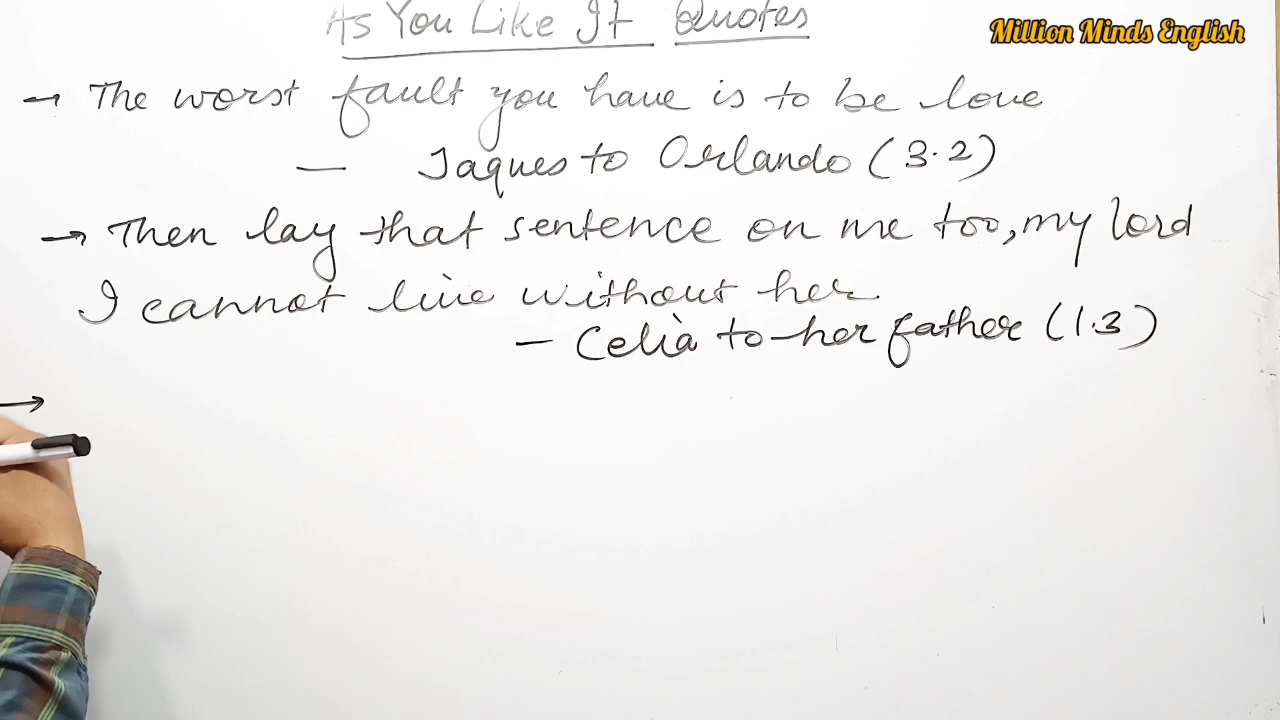 As You Like It Quotes
Million Minds English
→ The worst fault you have is to be love
— Jaques to Orlando (3.2)
→ Then lay that sentence on me too, my lord
I cannot live without her.
— Celia to her father (1.3)
→